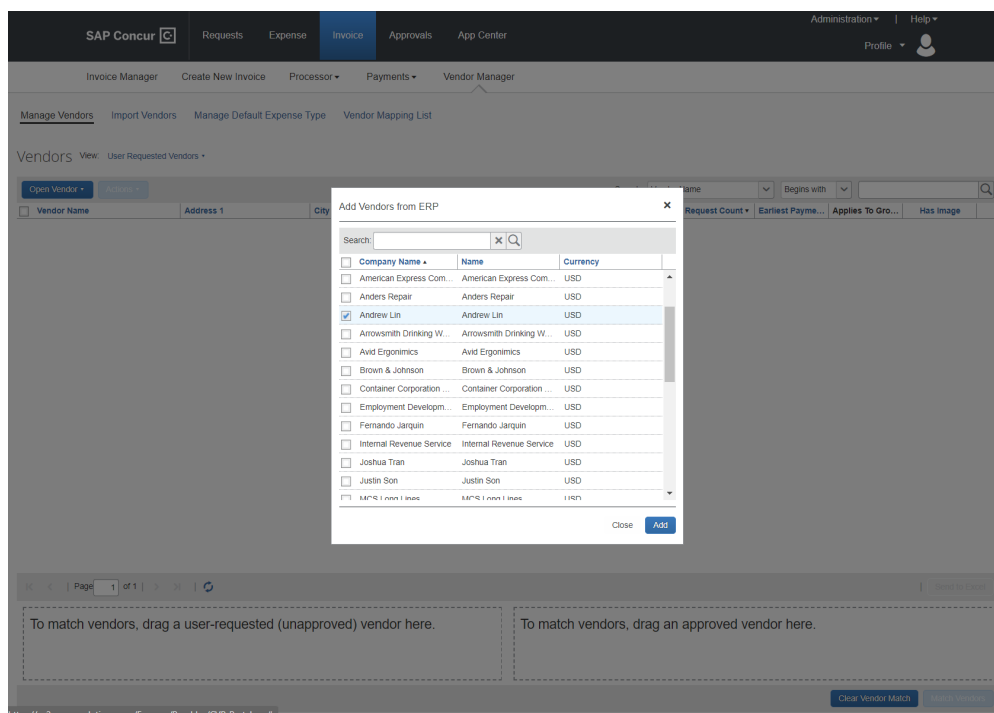 Administration | Help
SAP Concur C Requests Expense Invoice Approvals App Center
Profile
Invoice Manager Create New Invoice Processor Payments Vendor Manager
Manage Vendors Import Vendors Manage Default Expense Type Vendor Mapping List
Vendors View: User Requested Vendors
Open Vendor Actions Name Begins with
Vendor Name Address 1 City Request Count Earliest Payme... Applies To Gro... Has Image
Add Vendors from ERP
Search:
Company Name Name Currency
American Express Com... American Express Com... USD
Anders Repair Anders Repair USD
Andrew Lin Andrew Lin USD
Arrowsmith Drinking W... Arrowsmith Drinking W... USD
Avid Ergonimics Avid Ergonimics USD
Brown & Johnson Brown & Johnson USD
Container Corporation ... Container Corporation ... USD
Employment Developm... Employment Developm... USD
Fernando Jarquin Fernando Jarquin USD
Internal Revenue Service Internal Revenue Service USD
Joshua Tran Joshua Tran USD
Justin Son Justin Son USD
MCS Long Lines MCS Long Lines USD
Close Add
Page 1 of 1
To match vendors, drag a user-requested (unapproved) vendor here.
To match vendors, drag an approved vendor here.
Clear Vendor Match Match Vendors